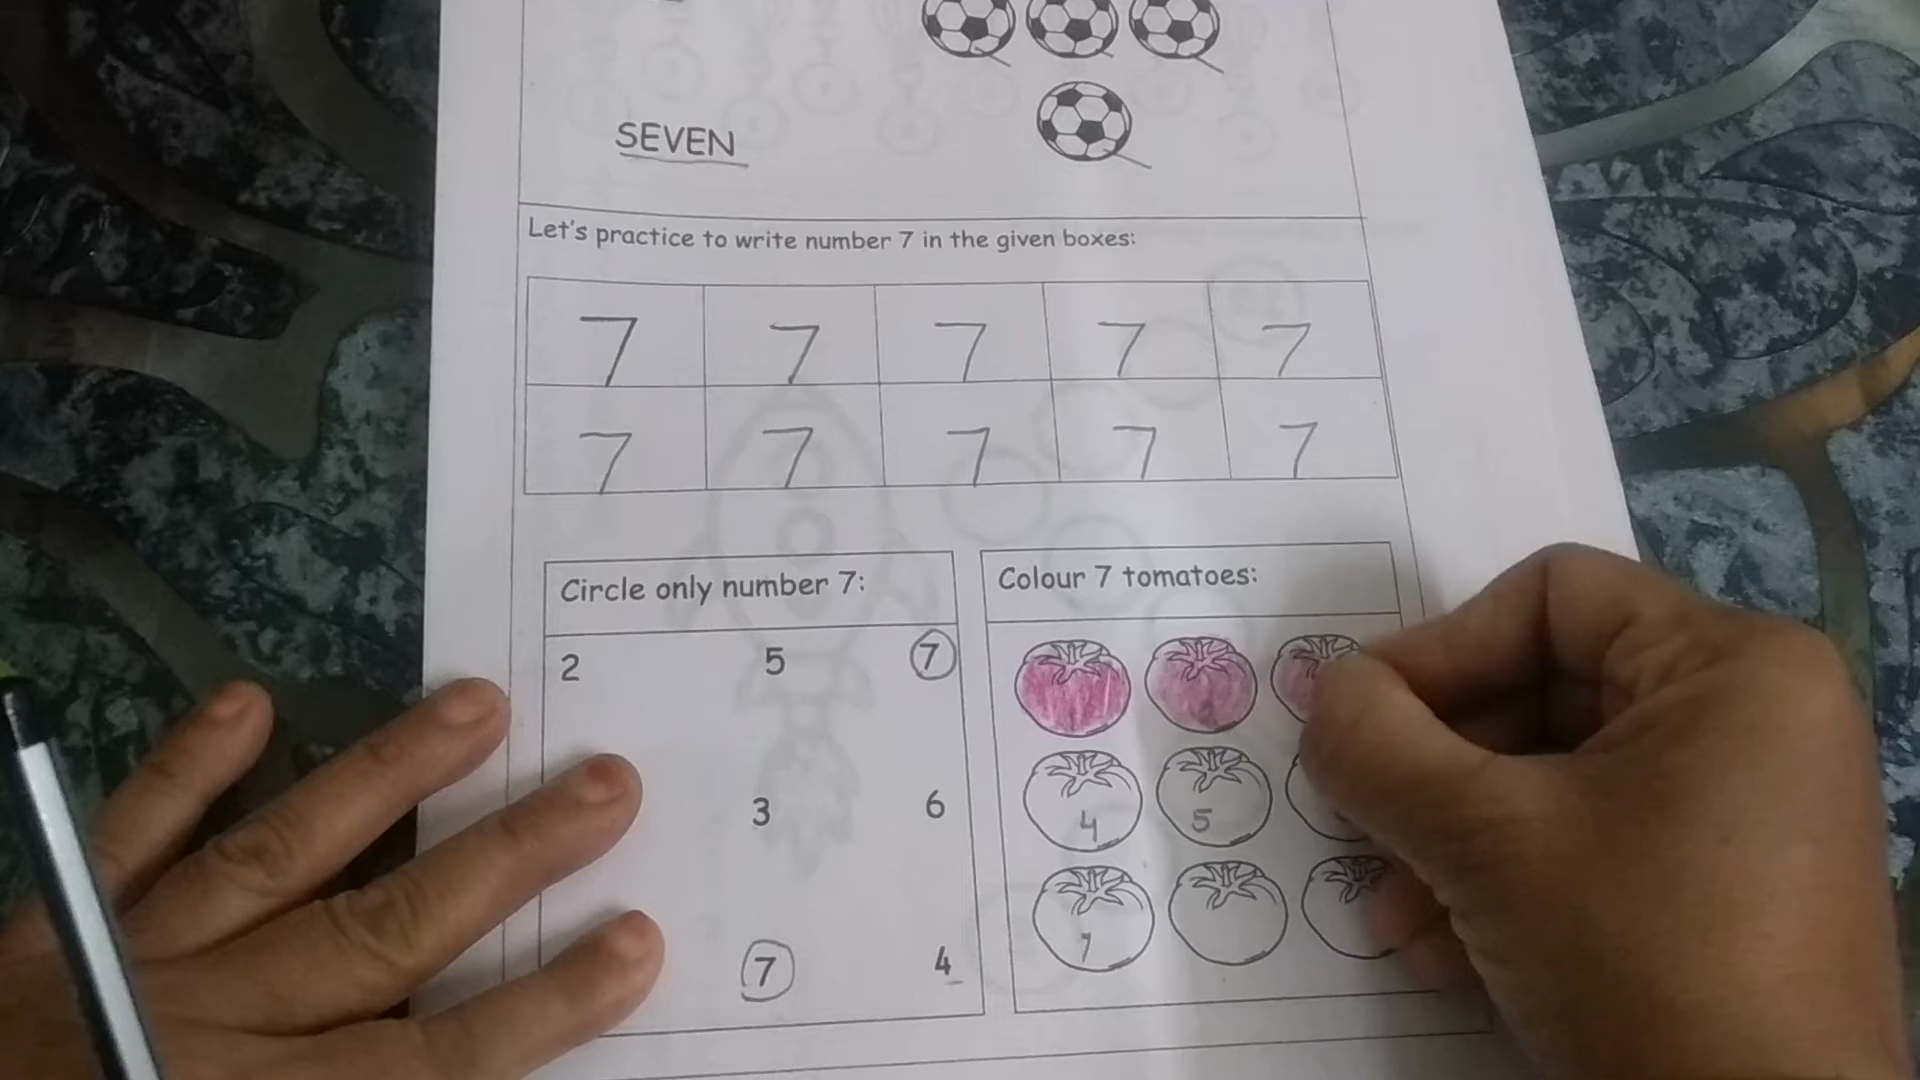 SEVEN
Let's practice to write number 7 in the given boxes:
7 7 7 7 7
7 7 7 7 7
Circle only number 7:
2 5 7
3 6
7 4
Colour 7 tomatoes:
4 5
7